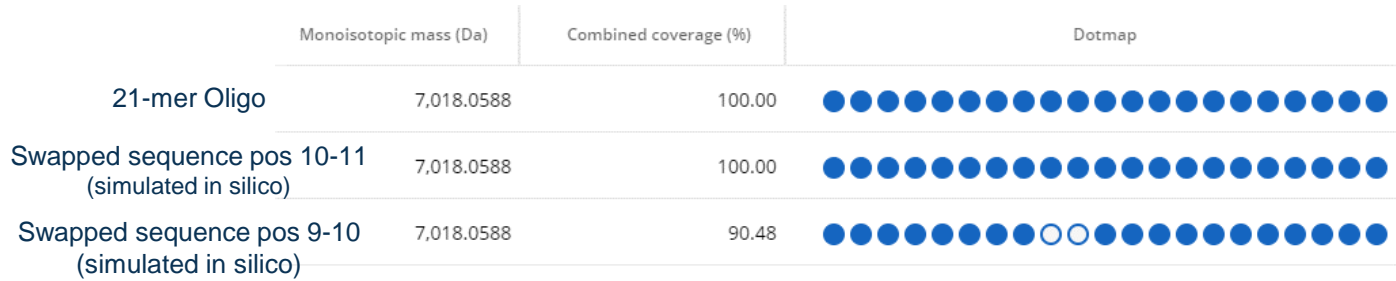 Monoisotopic mass (Da) Combined coverage (%) Dotmap
21-mer Oligo 7,018.0588 100.00
Swapped sequence pos 10-11 7,018.0588 100.00
(simulated in silico)
Swapped sequence pos 9-10 7,018.0588 90.48
(simulated in silico)